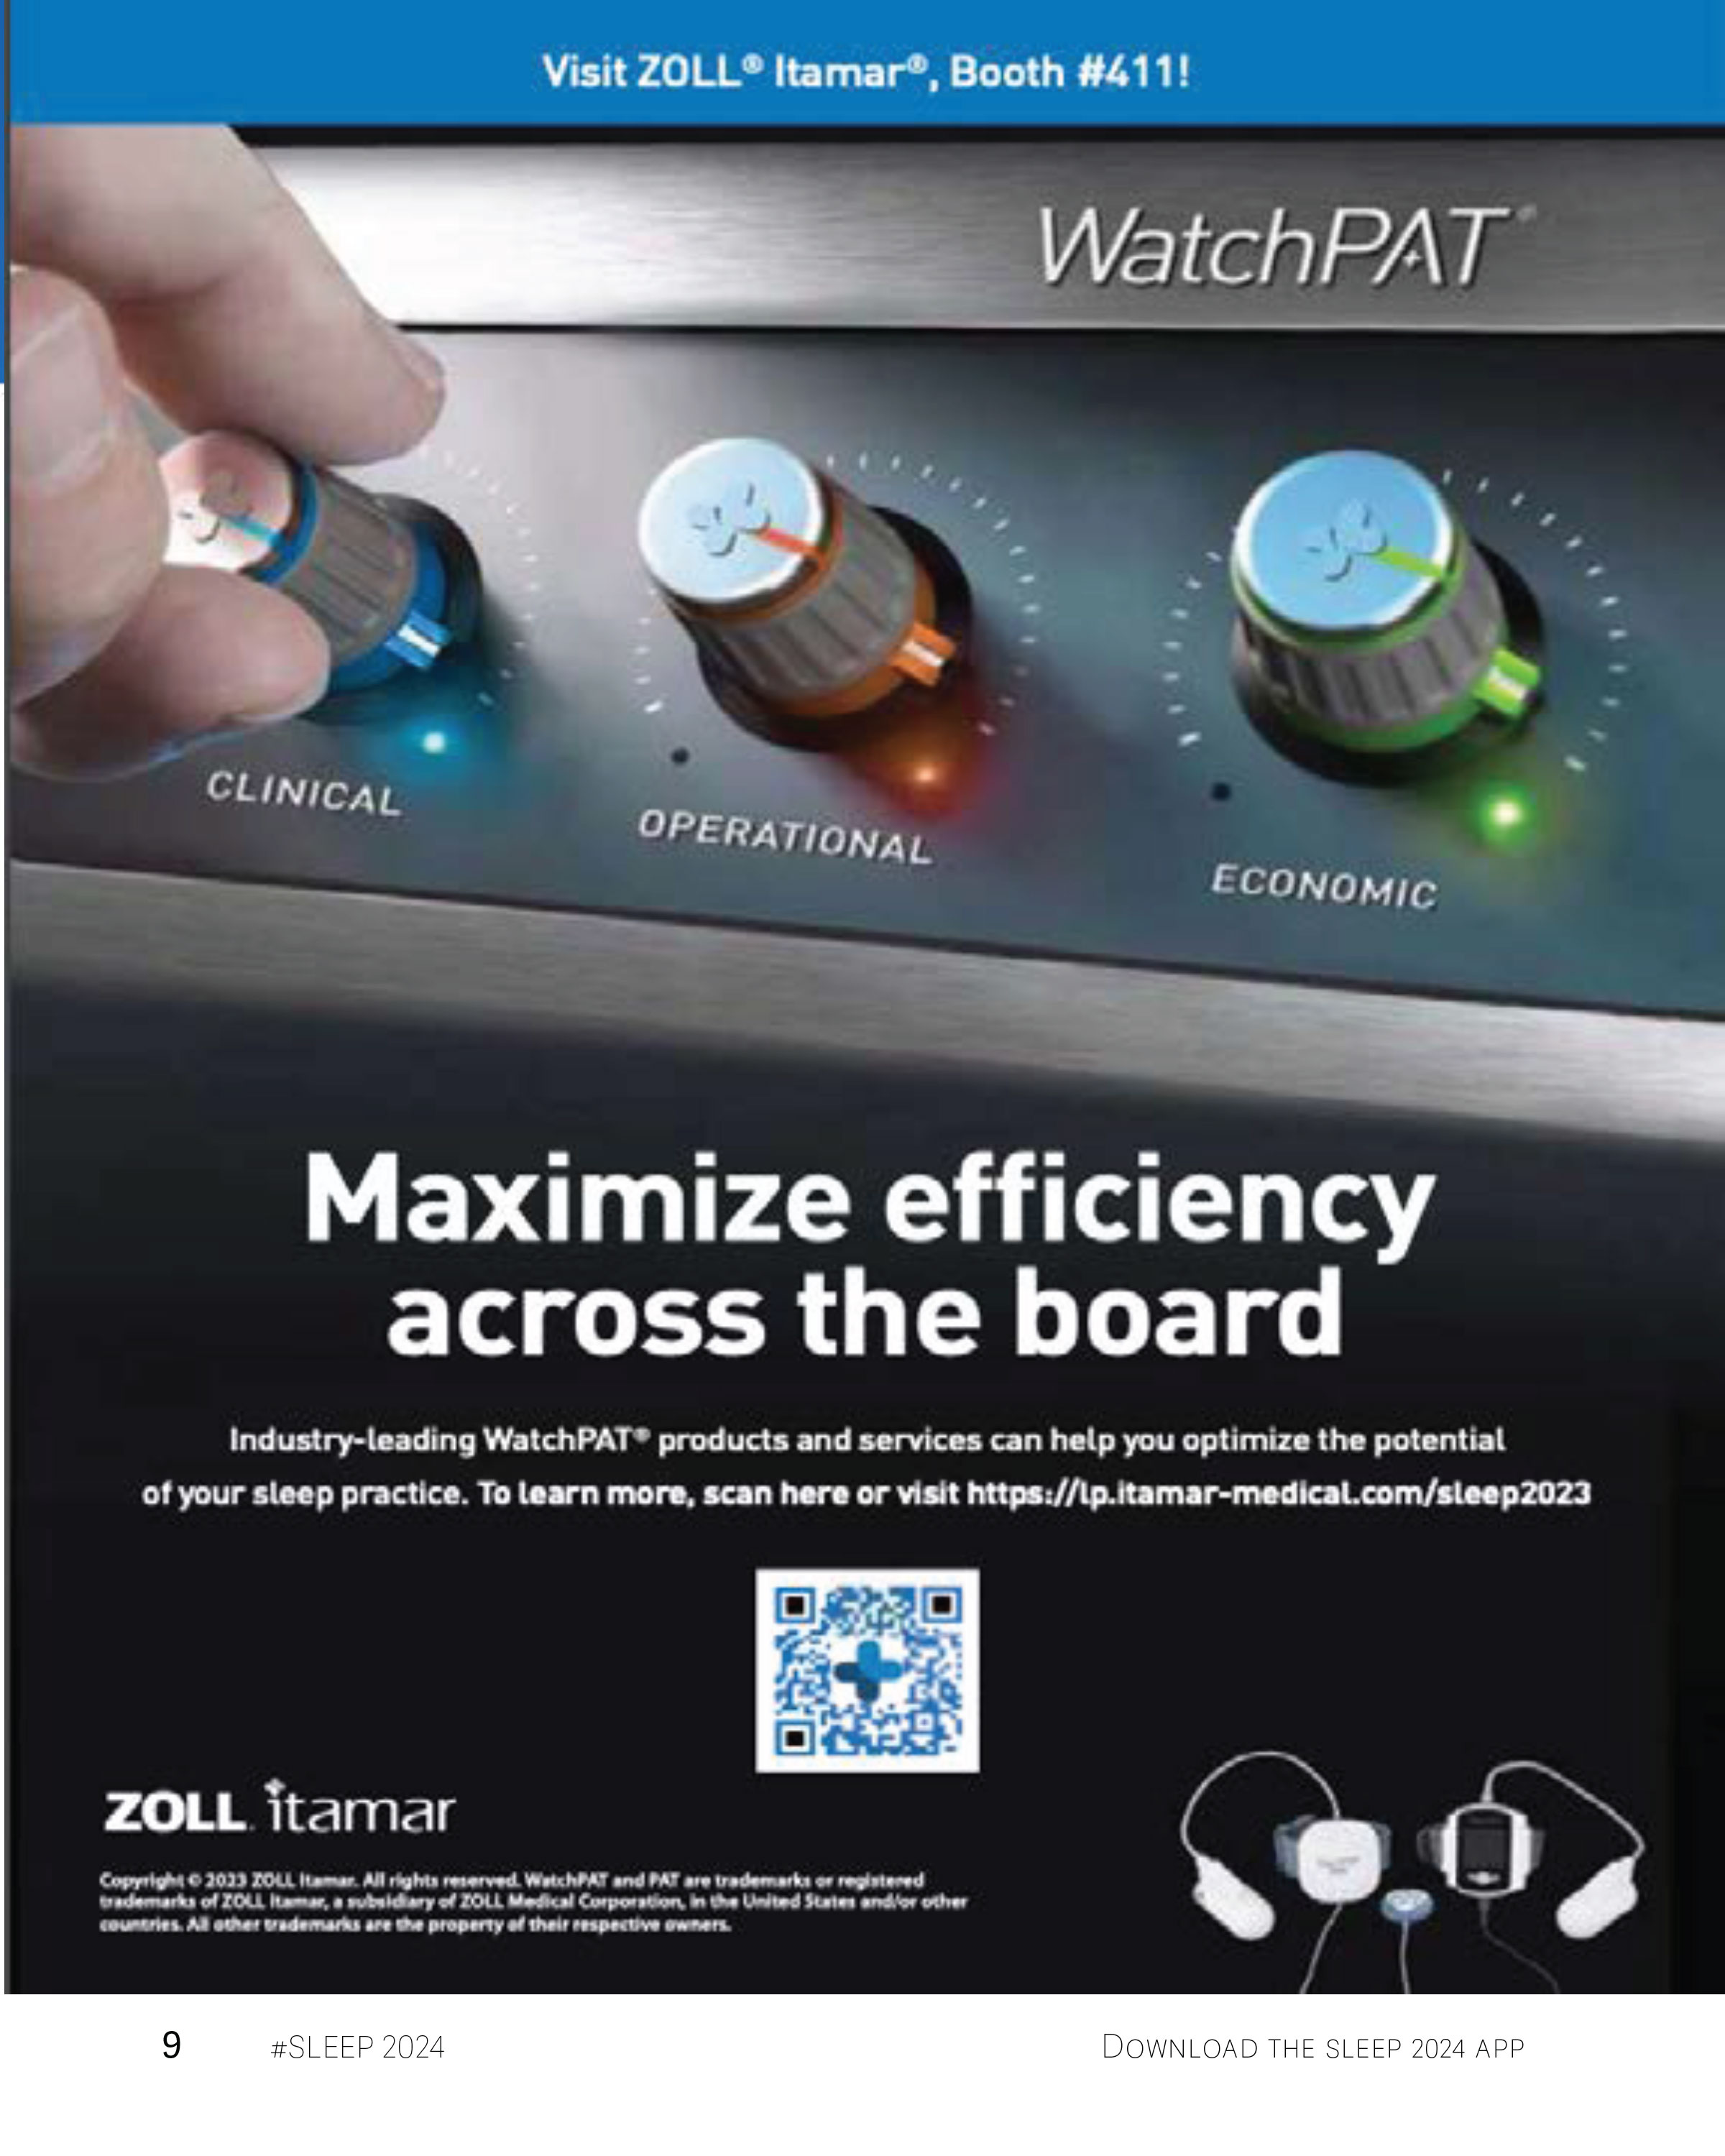 Visit ZOLL® Itamar®, Booth #411!
WatchPAT®
CLINICAL
OPERATIONAL
ECONOMIC
Maximize efficiency
across the board
Industry-leading WatchPAT® products and services can help you optimize the potential
of your sleep practice. To learn more, scan here or visit https://lp.itamar-medical.com/sleep2023
ZOLL. itamar
Copyright © 2023 ZOLL Itamar. All rights reserved. WatchPAT and PAT are trademarks or registered
trademarks of ZOLL Itamar, a subsidiary of ZOLL Medical Corporation, in the United States and/or other
countries. All other trademarks are the property of their respective owners.
9 #SLEEP 2024 DOWNLOAD THE SLEEP 2024 APP